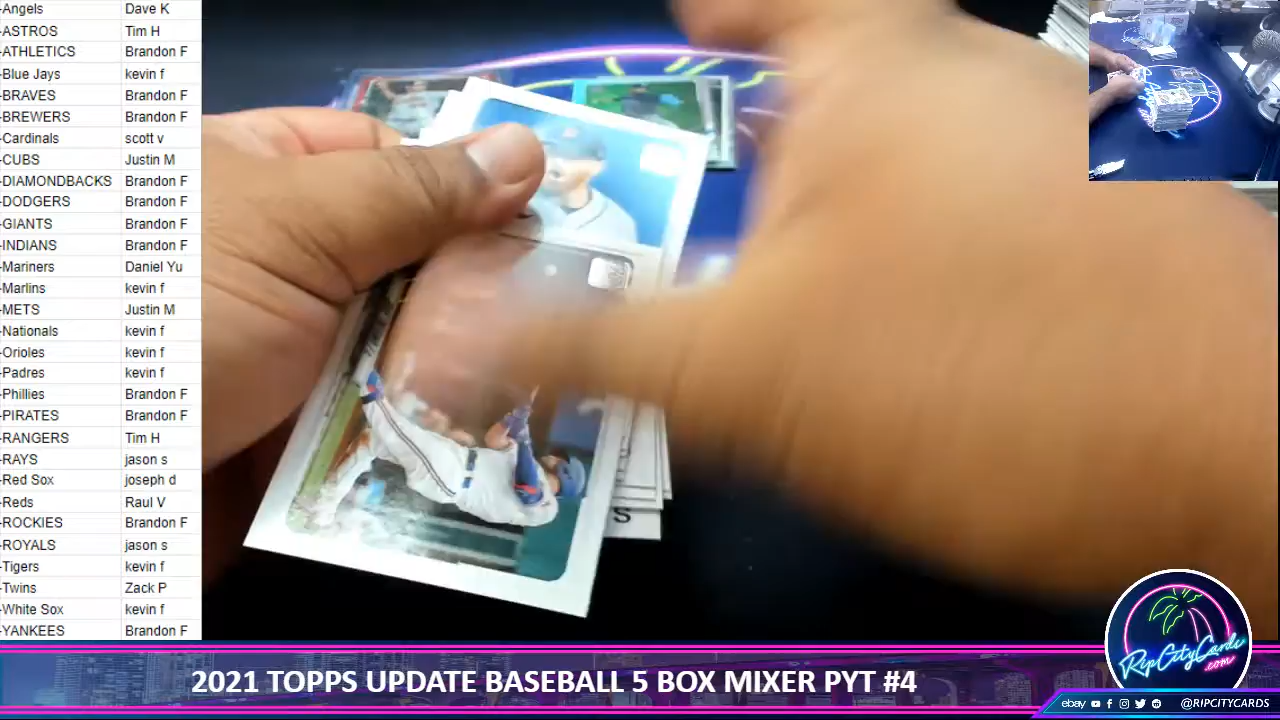 -Angels Dave K
-ASTROS Tim H
-ATHLETICS Brandon F
-Blue Jays kevin f
-BRAVES Brandon F
-BREWERS Brandon F
-Cardinals scott v
-CUBS Justin M
-DIAMONDBACKS Brandon F
-DODGERS Brandon F
-GIANTS Brandon F
-INDIANS Brandon F
-Mariners Daniel Yu
-Marlins kevin f
-METS Justin M
-Nationals kevin f
-Orioles kevin f
-Padres kevin f
-Phillies Brandon F
-PIRATES Brandon F
-RANGERS Tim H
-RAYS jason s
-Red Sox joseph d
-Reds Raul V
-ROCKIES Brandon F
-ROYALS jason s
-Tigers kevin f
-Twins Zack P
-White Sox kevin f
-YANKEES Brandon F
S
2021 TOPPS UPDATE BASEBALL 5 BOX MIXER PYT #4
RipCityCards
.com
ebay @RIPCITYCARDS